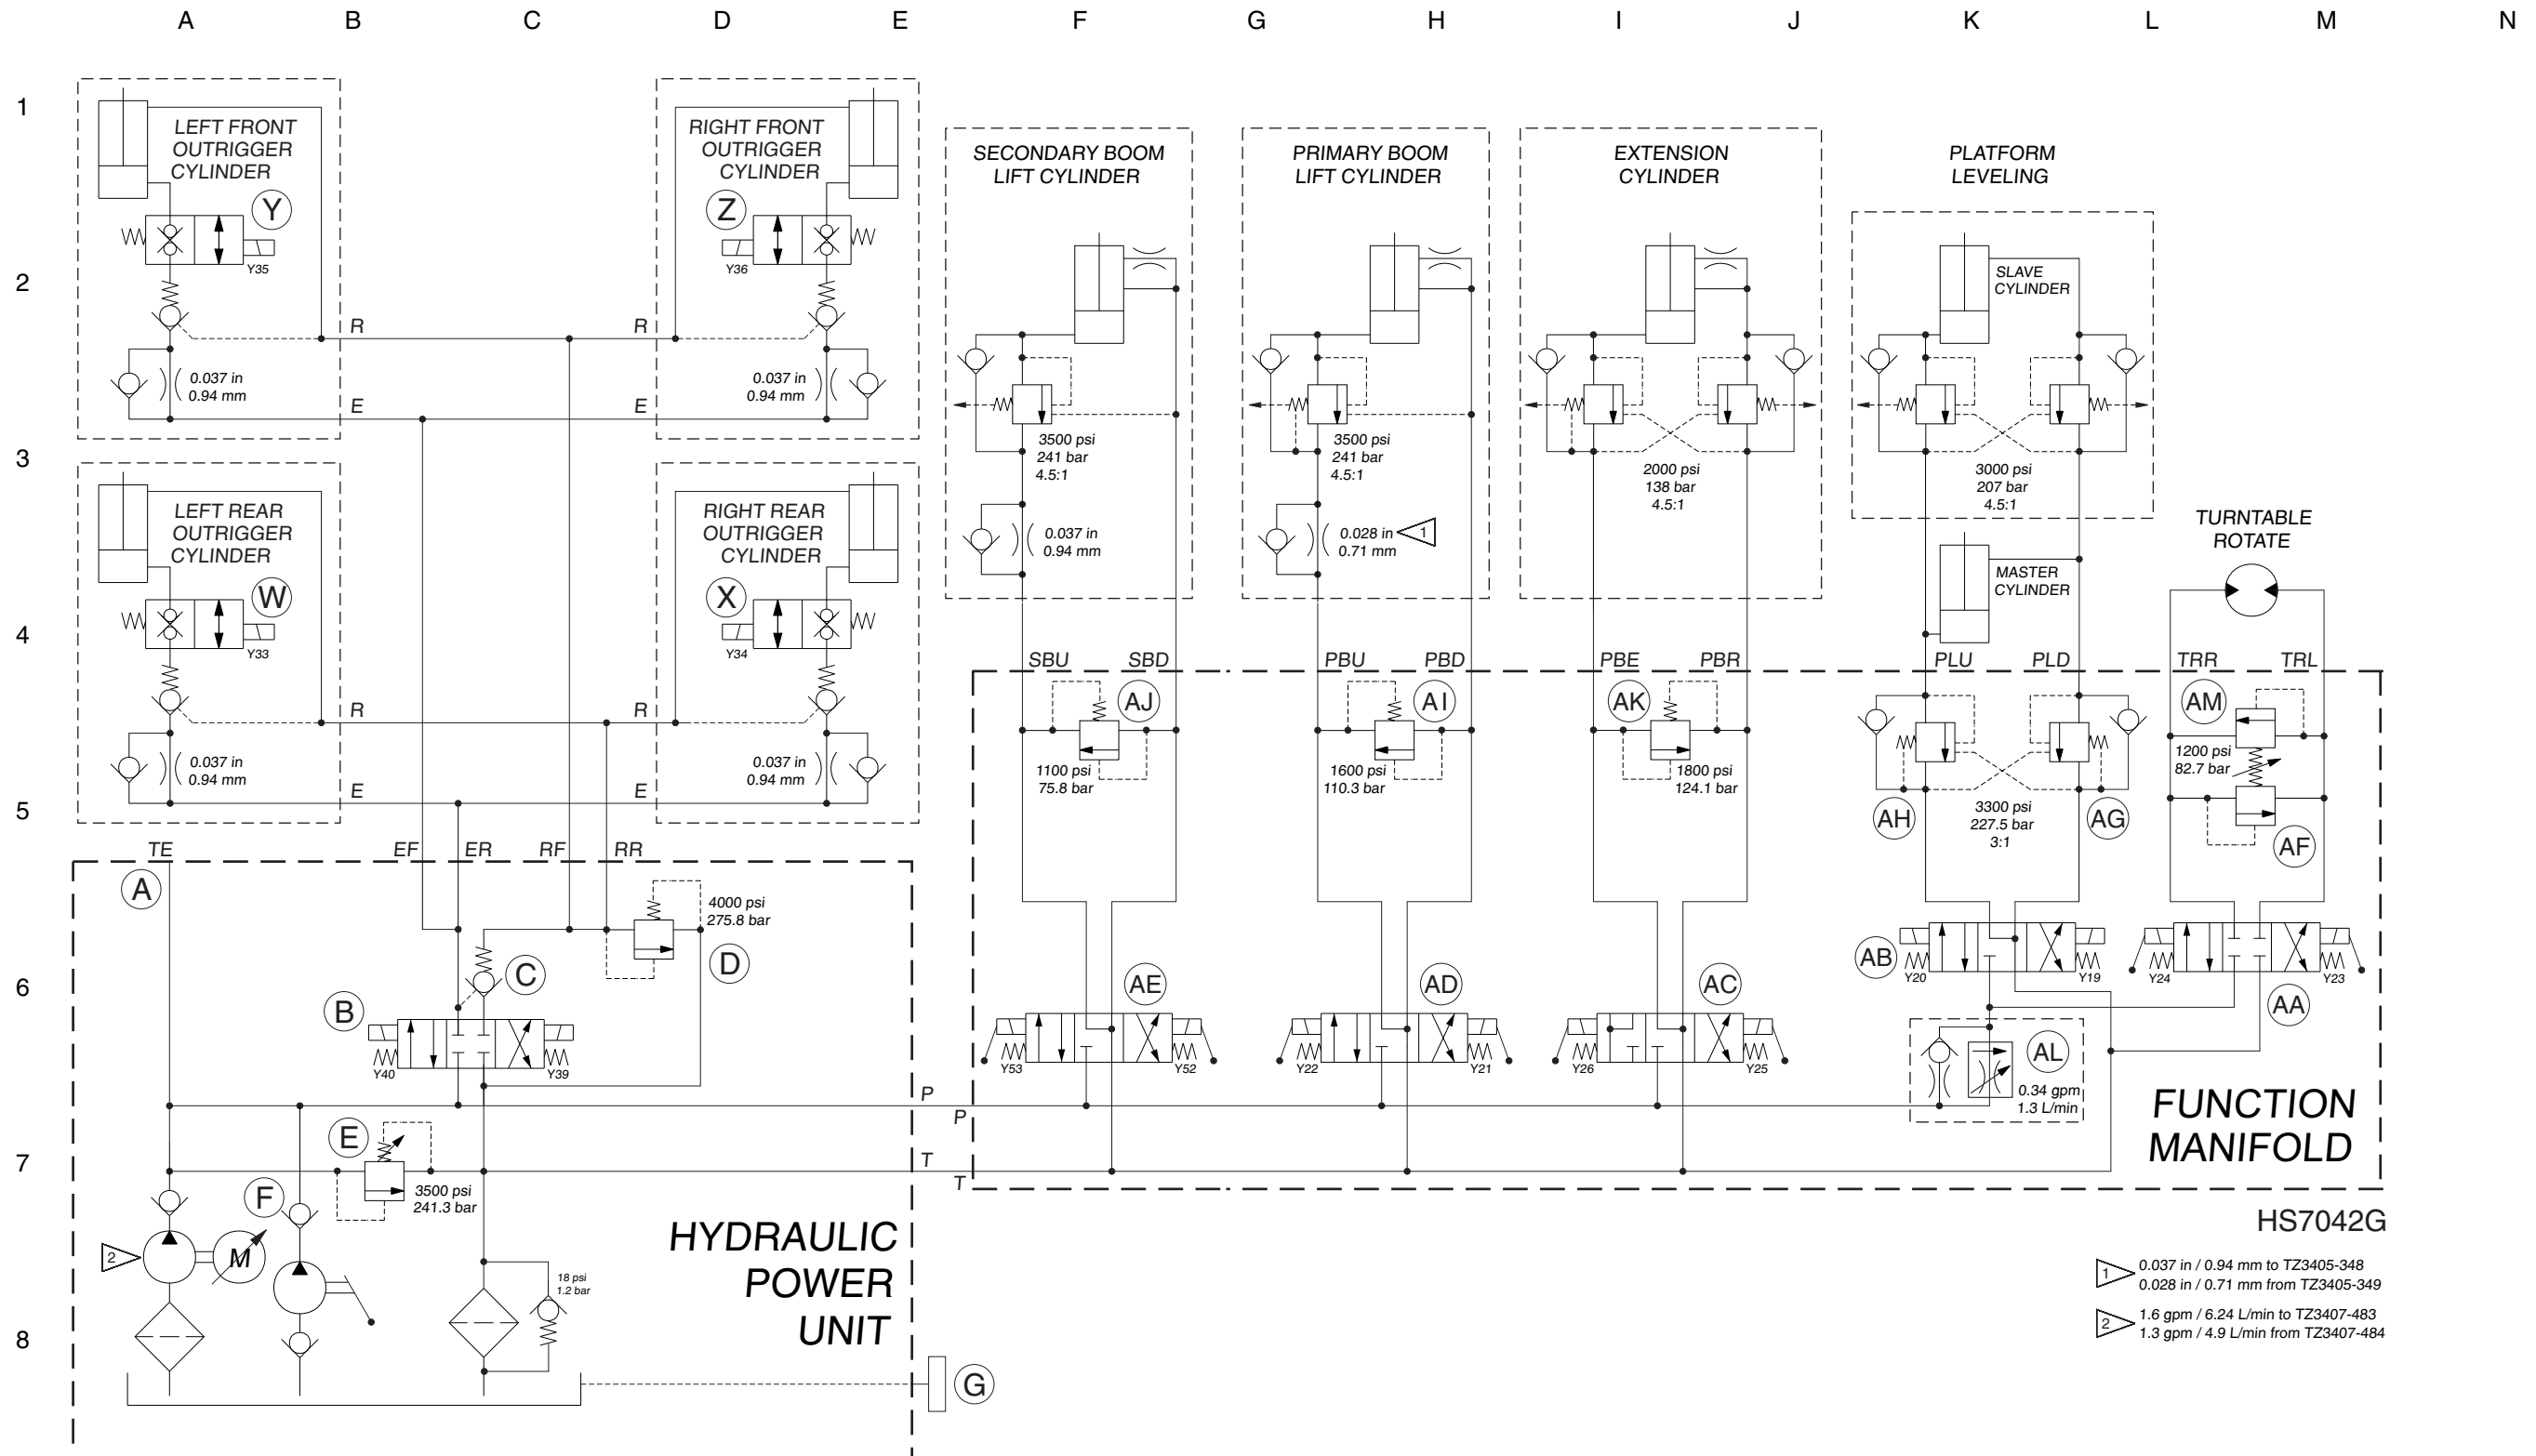 A B C D E F G H I J K L M N
1
2
3
4
5
6
7
8
LEFT FRONT
OUTRIGGER
CYLINDER
Y
Y35
0.037 in
0.94 mm
RIGHT FRONT
OUTRIGGER
CYLINDER
Z
Y36
0.037 in
0.94 mm
R R
E E
LEFT REAR
OUTRIGGER
CYLINDER
W
Y33
0.037 in
0.94 mm
RIGHT REAR
OUTRIGGER
CYLINDER
X
Y34
0.037 in
0.94 mm
R R
E E
SECONDARY BOOM
LIFT CYLINDER
3500 psi
241 bar
4.5:1
0.037 in
0.94 mm
PRIMARY BOOM
LIFT CYLINDER
3500 psi
241 bar
4.5:1
0.028 in
0.71 mm
1
EXTENSION
CYLINDER
2000 psi
138 bar
4.5:1
PLATFORM
LEVELING
SLAVE
CYLINDER
3000 psi
207 bar
4.5:1
MASTER
CYLINDER
TURNTABLE
ROTATE
SBU SBD PBU PBD PBE PBR PLU PLD TRR TRL
AJ
1100 psi
75.8 bar
AI
1600 psi
110.3 bar
AK
1800 psi
124.1 bar
AH
3300 psi
227.5 bar
3:1
AG
AM
1200 psi
82.7 bar
AF
TE EF ER RF RR
A
4000 psi
275.8 bar
D
C
B
Y40 Y39
AE
Y53 Y52
AD
Y22 Y21
AC
Y26 Y25
AB
Y20 Y19
Y24 Y23
AA
AL
0.34 gpm
1.3 L/min
P
P
T
T
E
3500 psi
241.3 bar
F
2
M
18 psi
1.2 bar
HYDRAULIC
POWER
UNIT
G
FUNCTION
MANIFOLD
HS7042G
1
0.037 in / 0.94 mm to TZ3405-348
0.028 in / 0.71 mm from TZ3405-349
2
1.6 gpm / 6.24 L/min to TZ3407-483
1.3 gpm / 4.9 L/min from TZ3407-484